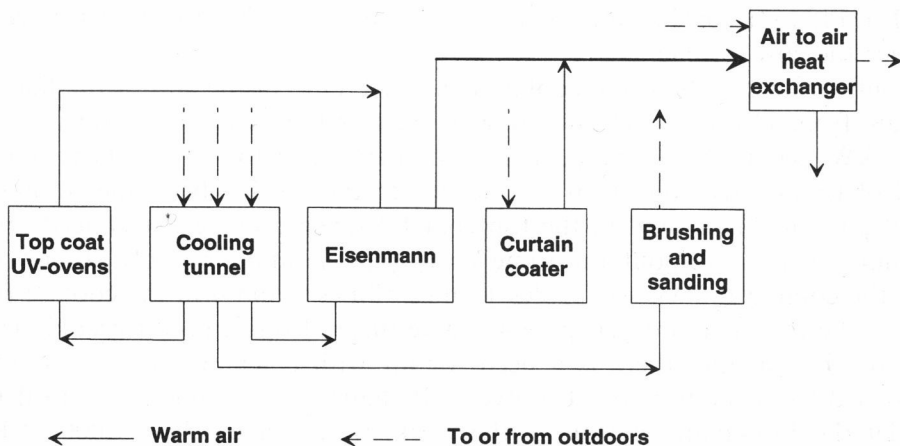 Air to air
heat
exchanger
Top coat
UV-ovens
Cooling
tunnel
Eisenmann
Curtain
coater
Brushing
and
sanding
Warm air
To or from outdoors